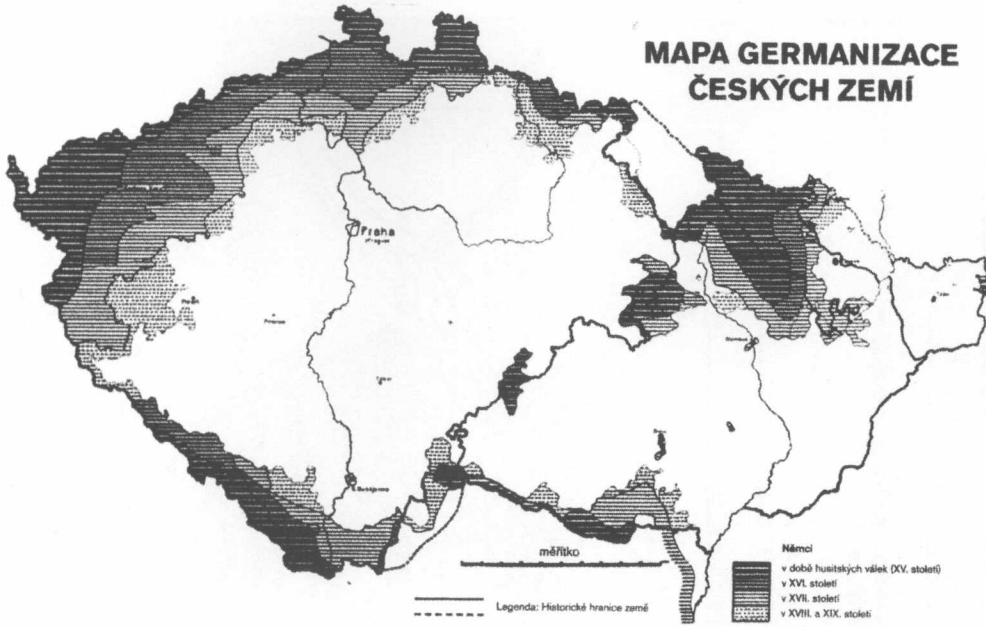 MAPA GERMANIZACE
ČESKÝCH ZEMÍ
Praha
Tábor
měřítko
Legenda: Historické hranice země
Němci
v době husitských válek (XV. století)
v XVI. století
v XVII. století
v XVIII. a XIX. století